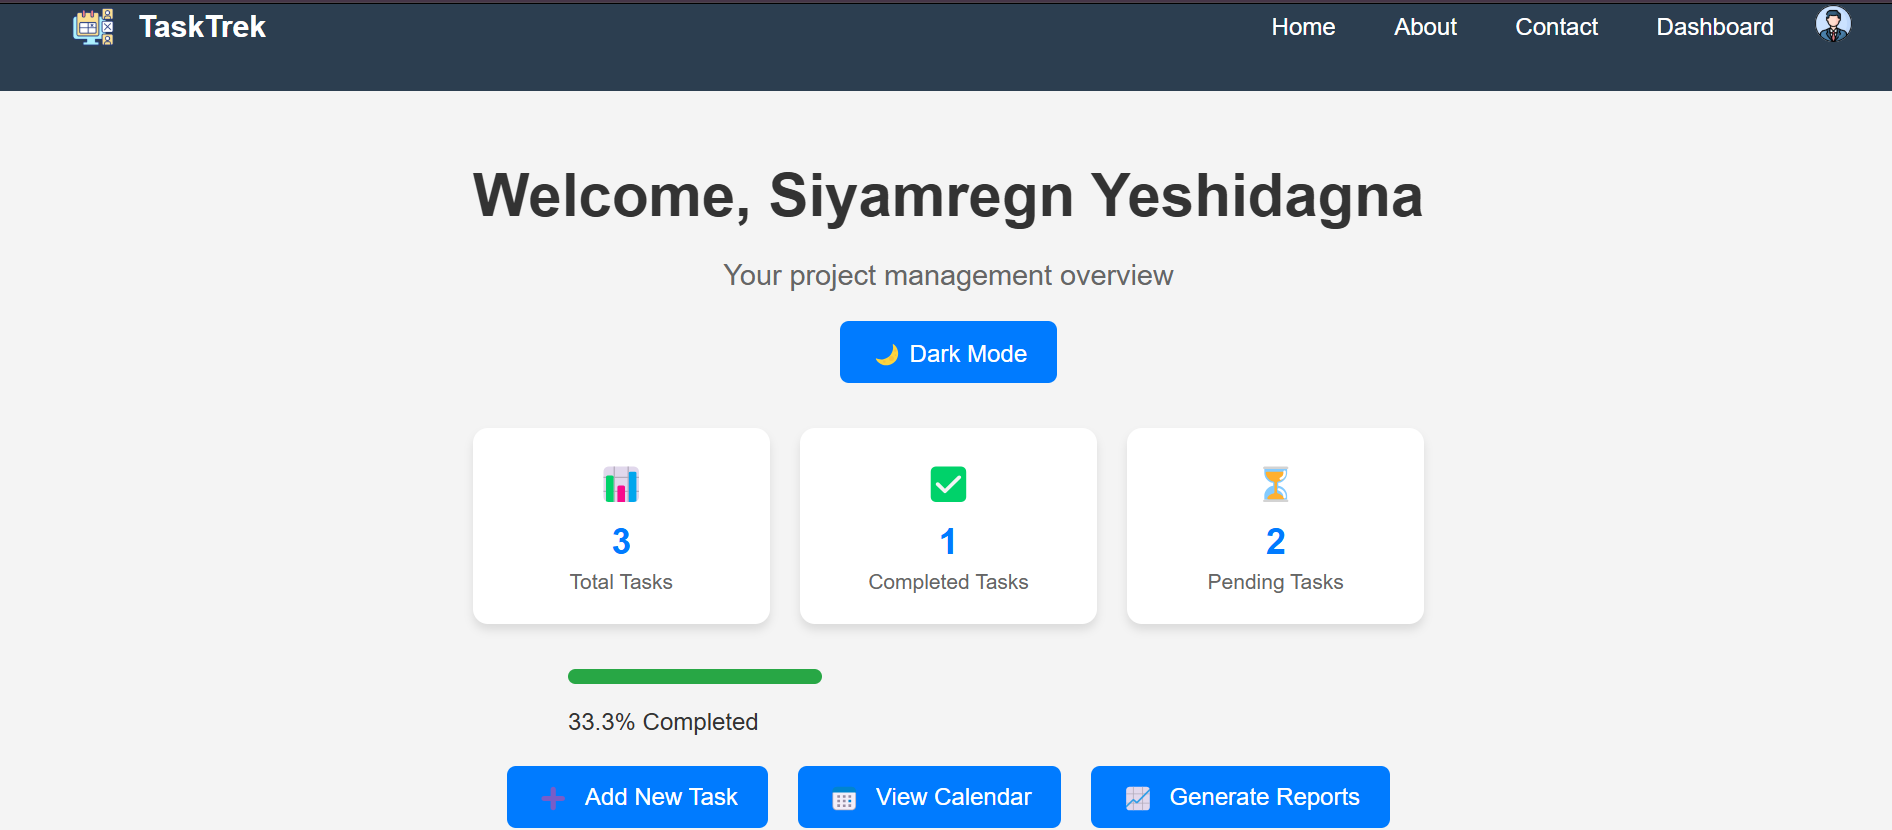 TaskTrek
Home About Contact Dashboard
Welcome, Siyamregn Yeshidagna
Your project management overview
🌙 Dark Mode
3
Total Tasks
1
Completed Tasks
2
Pending Tasks
33.3% Completed
Add New Task
View Calendar
Generate Reports